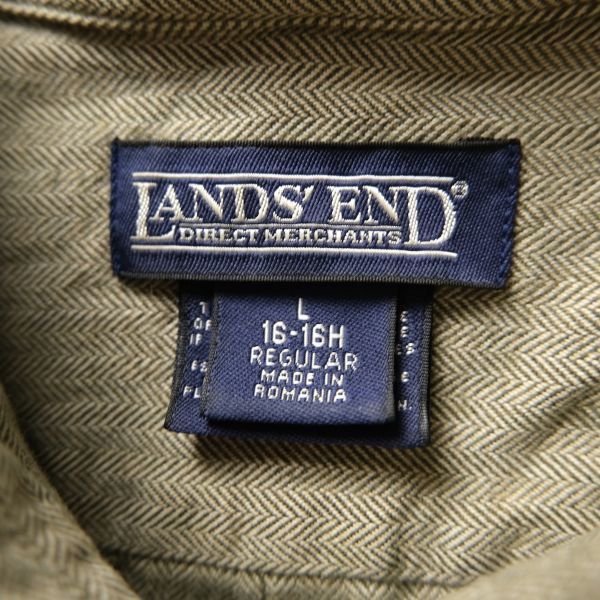 LANDS' END®
DIRECT MERCHANTS
L
16-16H
REGULAR
MADE IN
ROMANIA